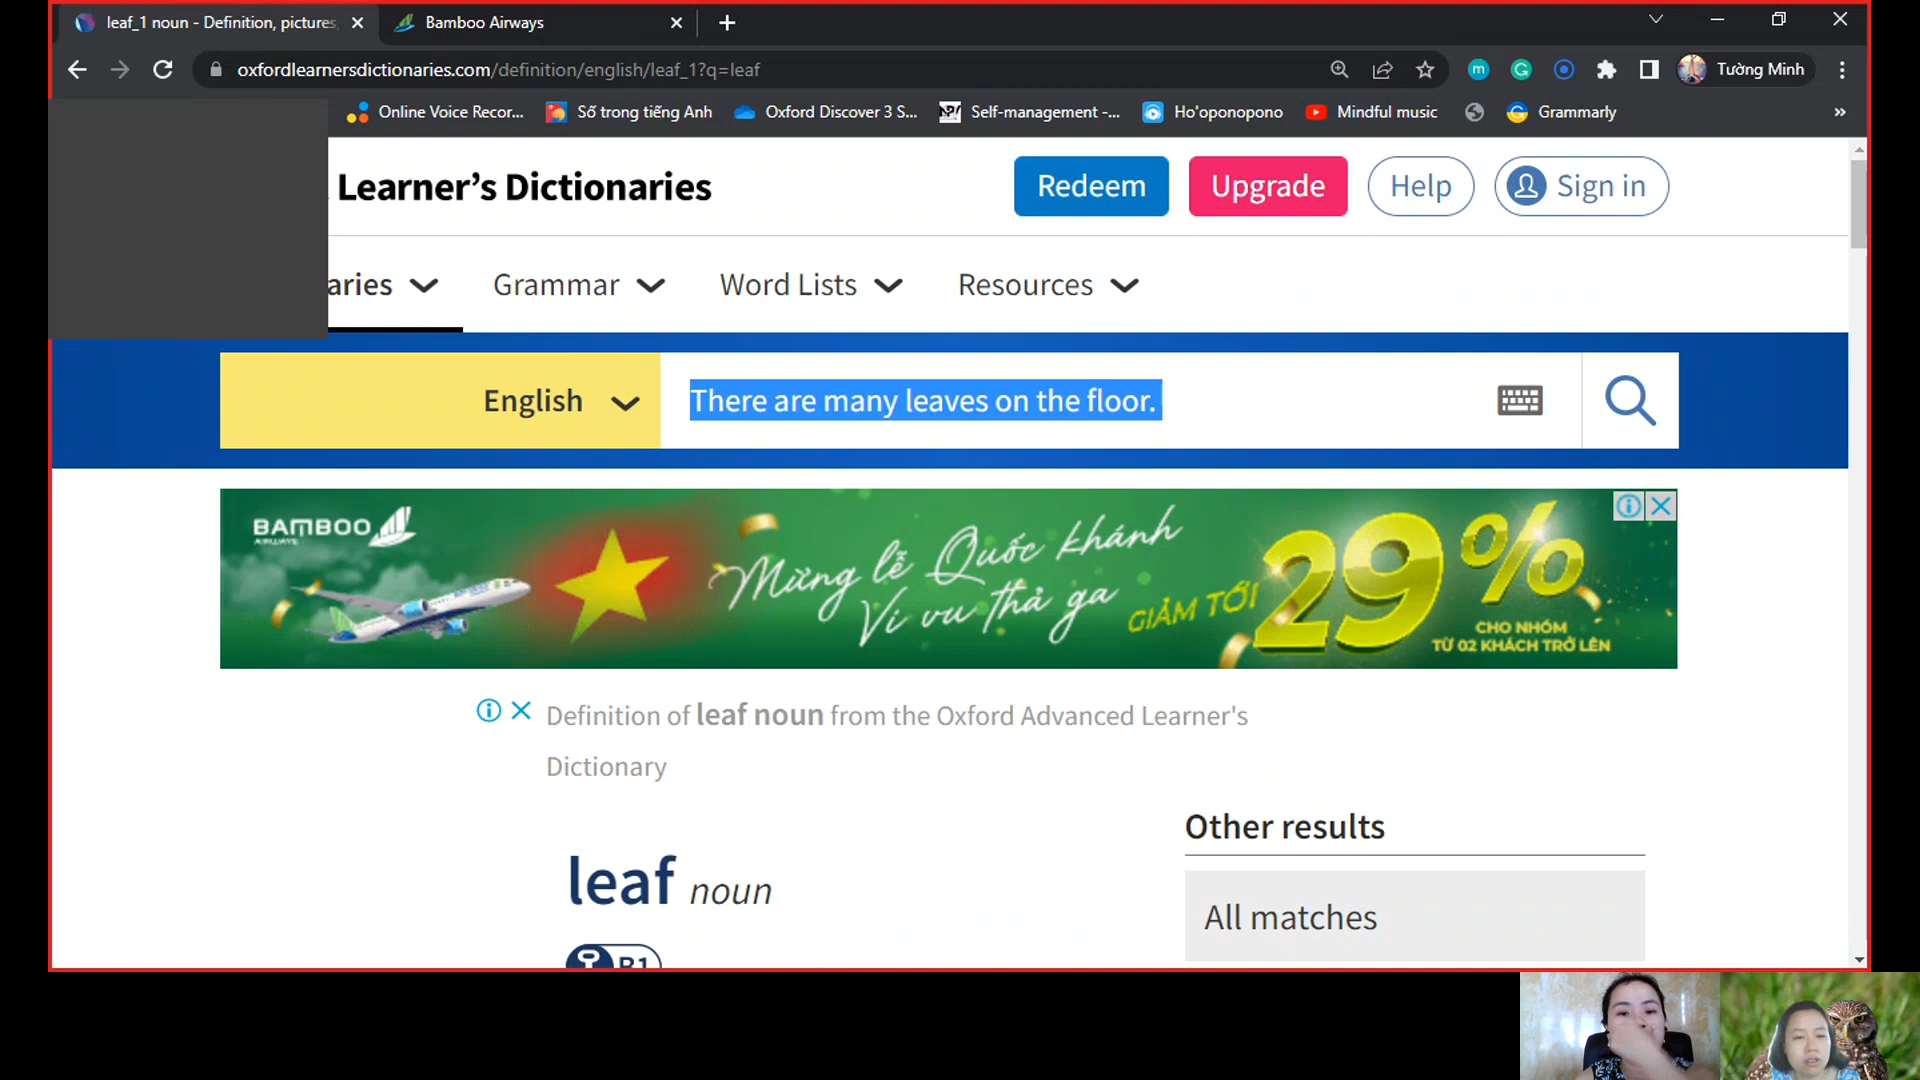 leaf_1 noun - Definition, pictures,
Bamboo Airways
oxfordlearnersdictionaries.com/definition/english/leaf_1?q=leaf
Tường Minh
Online Voice Recor...
Số trong tiếng Anh
Oxford Discover 3 S...
Self-management -...
Ho'oponopono
Mindful music
Grammarly
Learner's Dictionaries
Redeem
Upgrade
Help
Sign in
aries
Grammar
Word Lists
Resources
English
There are many leaves on the floor.
BAMBOO
AIRWAYS
Mừng lễ Quốc khánh
Vi vu thả ga
GIẢM TỚI
29%
CHO NHÓM
TỪ 02 KHÁCH TRỞ LÊN
Definition of leaf noun from the Oxford Advanced Learner's
Dictionary
Other results
leaf noun
All matches
B1